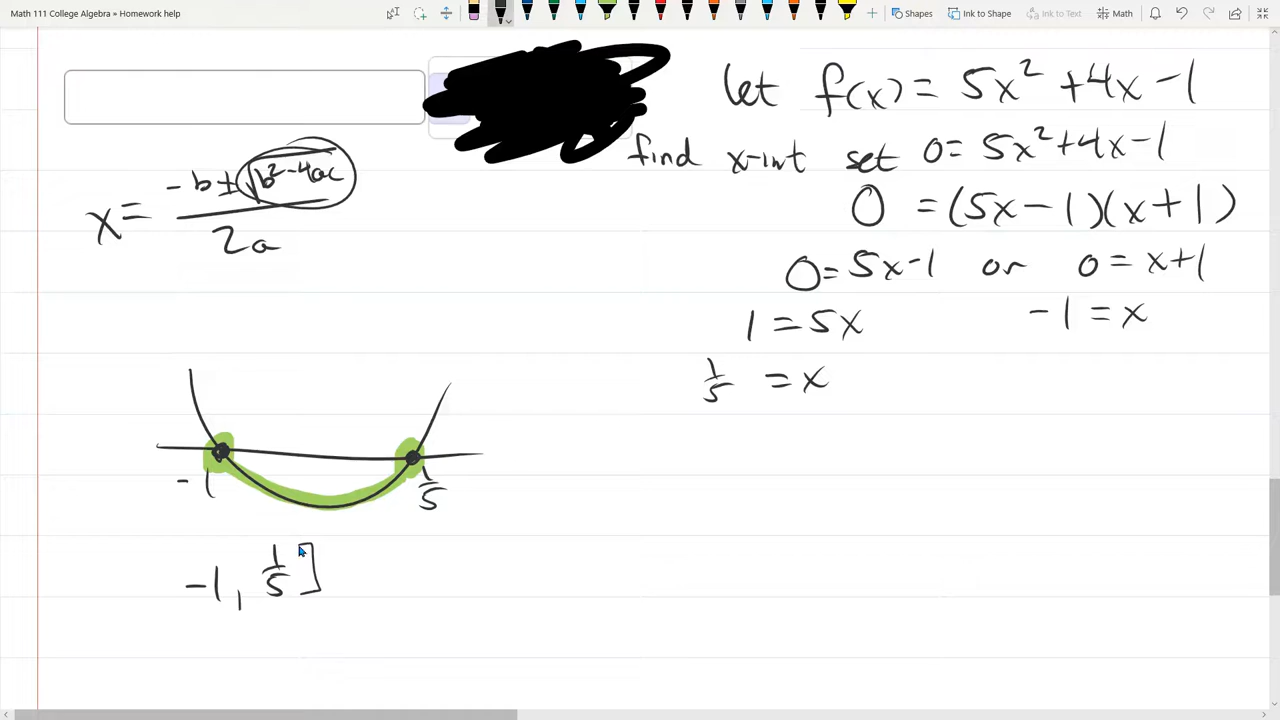 Math 111 College Algebra » Homework help
Shapes
Ink to Shape
Ink to Text
Math
let f(x) = 5x² + 4x - 1
find x-int set 0 = 5x² + 4x - 1
0 = (5x - 1)(x + 1)
0 = 5x - 1 or 0 = x + 1
1 = 5x -1 = x
1/5 = x
x = (-b ± √(b² - 4ac)) / 2a
-1 1/5
-1, 1/5]